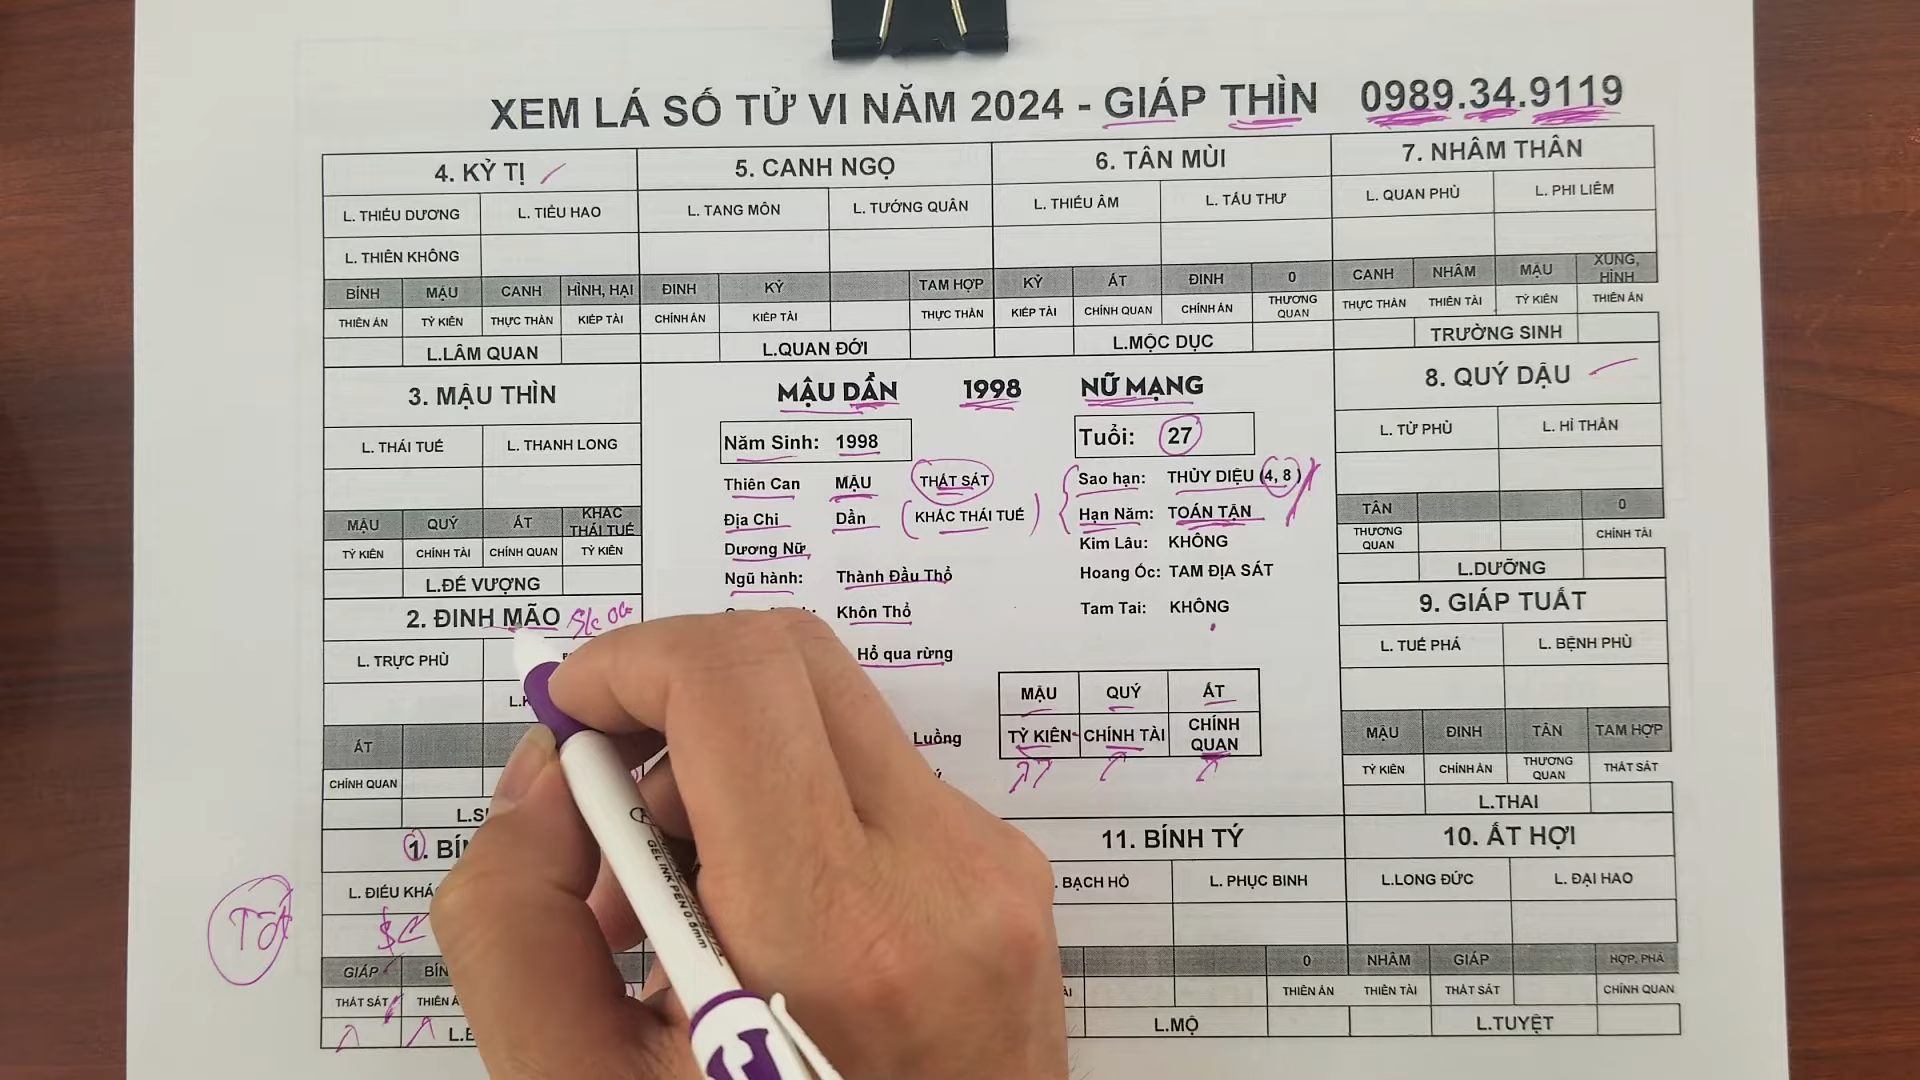 XEM LÁ SỐ TỬ VI NĂM 2024 - GIÁP THÌN 0989.34.9119
4. KỶ TỊ
L. THIẾU DƯƠNG L. TIỂU HAO
L. THIÊN KHÔNG
BÍNH MẬU CANH HÌNH, HẠI
THIÊN ẤN TỶ KIÊN THỰC THẦN KIẾP TÀI
L.LÂM QUAN
5. CANH NGỌ
L. TANG MÔN L. TƯỚNG QUÂN
ĐINH KỶ TAM HỢP
CHÍNH ẤN KIẾP TÀI THỰC THẦN
L.QUAN ĐỚI
6. TÂN MÙI
L. THIẾU ÂM L. TẤU THƯ
KỶ ẤT ĐINH 0
KIẾP TÀI CHÍNH QUAN CHÍNH ẤN THƯƠNG QUAN
L.MỘC DỤC
7. NHÂM THÂN
L. QUAN PHÙ L. PHI LIÊM
CANH NHÂM MẬU XUNG, HÌNH
THỰC THẦN THIÊN TÀI TỶ KIÊN THIÊN ẤN
TRƯỜNG SINH
3. MẬU THÌN
L. THÁI TUẾ L. THANH LONG
MẬU QUÝ ẤT KHẮC THÁI TUẾ
TỶ KIÊN CHÍNH TÀI CHÍNH QUAN TỶ KIÊN
L.ĐẾ VƯỢNG
MẬU DẦN 1998 NỮ MẠNG
Năm Sinh: 1998 Tuổi: 27
Thiên Can MẬU THẤT SÁT Sao hạn: THỦY DIỆU (4, 8 )
Địa Chi Dần KHẮC THÁI TUẾ Hạn Năm: TOÁN TẬN
Dương Nữ Kim Lâu: KHÔNG
Ngũ hành: Thành Đầu Thổ Hoang Ốc: TAM ĐỊA SÁT
Khôn Thổ Tam Tai: KHÔNG
Hổ qua rừng
Luồng
MẬU QUÝ ẤT
TỶ KIÊN CHÍNH TÀI CHÍNH QUAN
8. QUÝ DẬU
L. TỬ PHÙ L. HỈ THẦN
TÂN 0
THƯƠNG QUAN CHÍNH TÀI
L.DƯỠNG
2. ĐINH MÃO
L. TRỰC PHÙ
ẤT
CHÍNH QUAN
9. GIÁP TUẤT
L. TUẾ PHÁ L. BỆNH PHÙ
MẬU ĐINH TÂN TAM HỢP
TỶ KIÊN CHÍNH ẤN THƯƠNG QUAN THẤT SÁT
L.THAI
1.
L. ĐIẾU
$
GIÁP
THẤT SÁT
Tốt
11. BÍNH TÝ
BẠCH HỔ L. PHỤC BINH
0
THIÊN ẤN
L.MỘ
10. ẤT HỢI
L.LONG ĐỨC L. ĐẠI HAO
NHÂM GIÁP HỢP, PHÁ
THIÊN TÀI THẤT SÁT CHÍNH QUAN
L.TUYỆT
GEL INK PEN 0.5mm